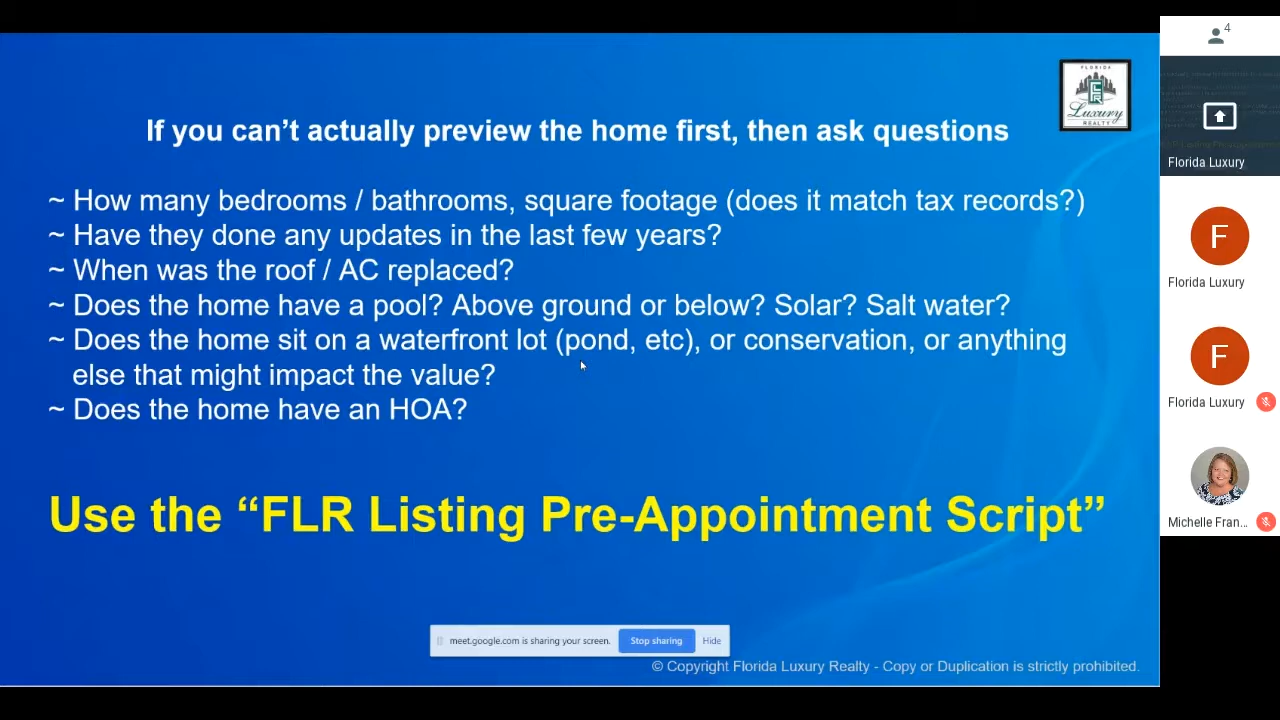 4
FLORIDA
FLR
Luxury
REALTY
If you can't actually preview the home first, then ask questions
~ How many bedrooms / bathrooms, square footage (does it match tax records?)
~ Have they done any updates in the last few years?
~ When was the roof / AC replaced?
~ Does the home have a pool? Above ground or below? Solar? Salt water?
~ Does the home sit on a waterfront lot (pond, etc), or conservation, or anything
else that might impact the value?
~ Does the home have an HOA?
Use the “FLR Listing Pre-Appointment Script”
meet.google.com is sharing your screen.
Stop sharing
Hide
© Copyright Florida Luxury Realty - Copy or Duplication is strictly prohibited.
Florida Luxury
F
Florida Luxury
F
Florida Luxury
Michelle Fran...